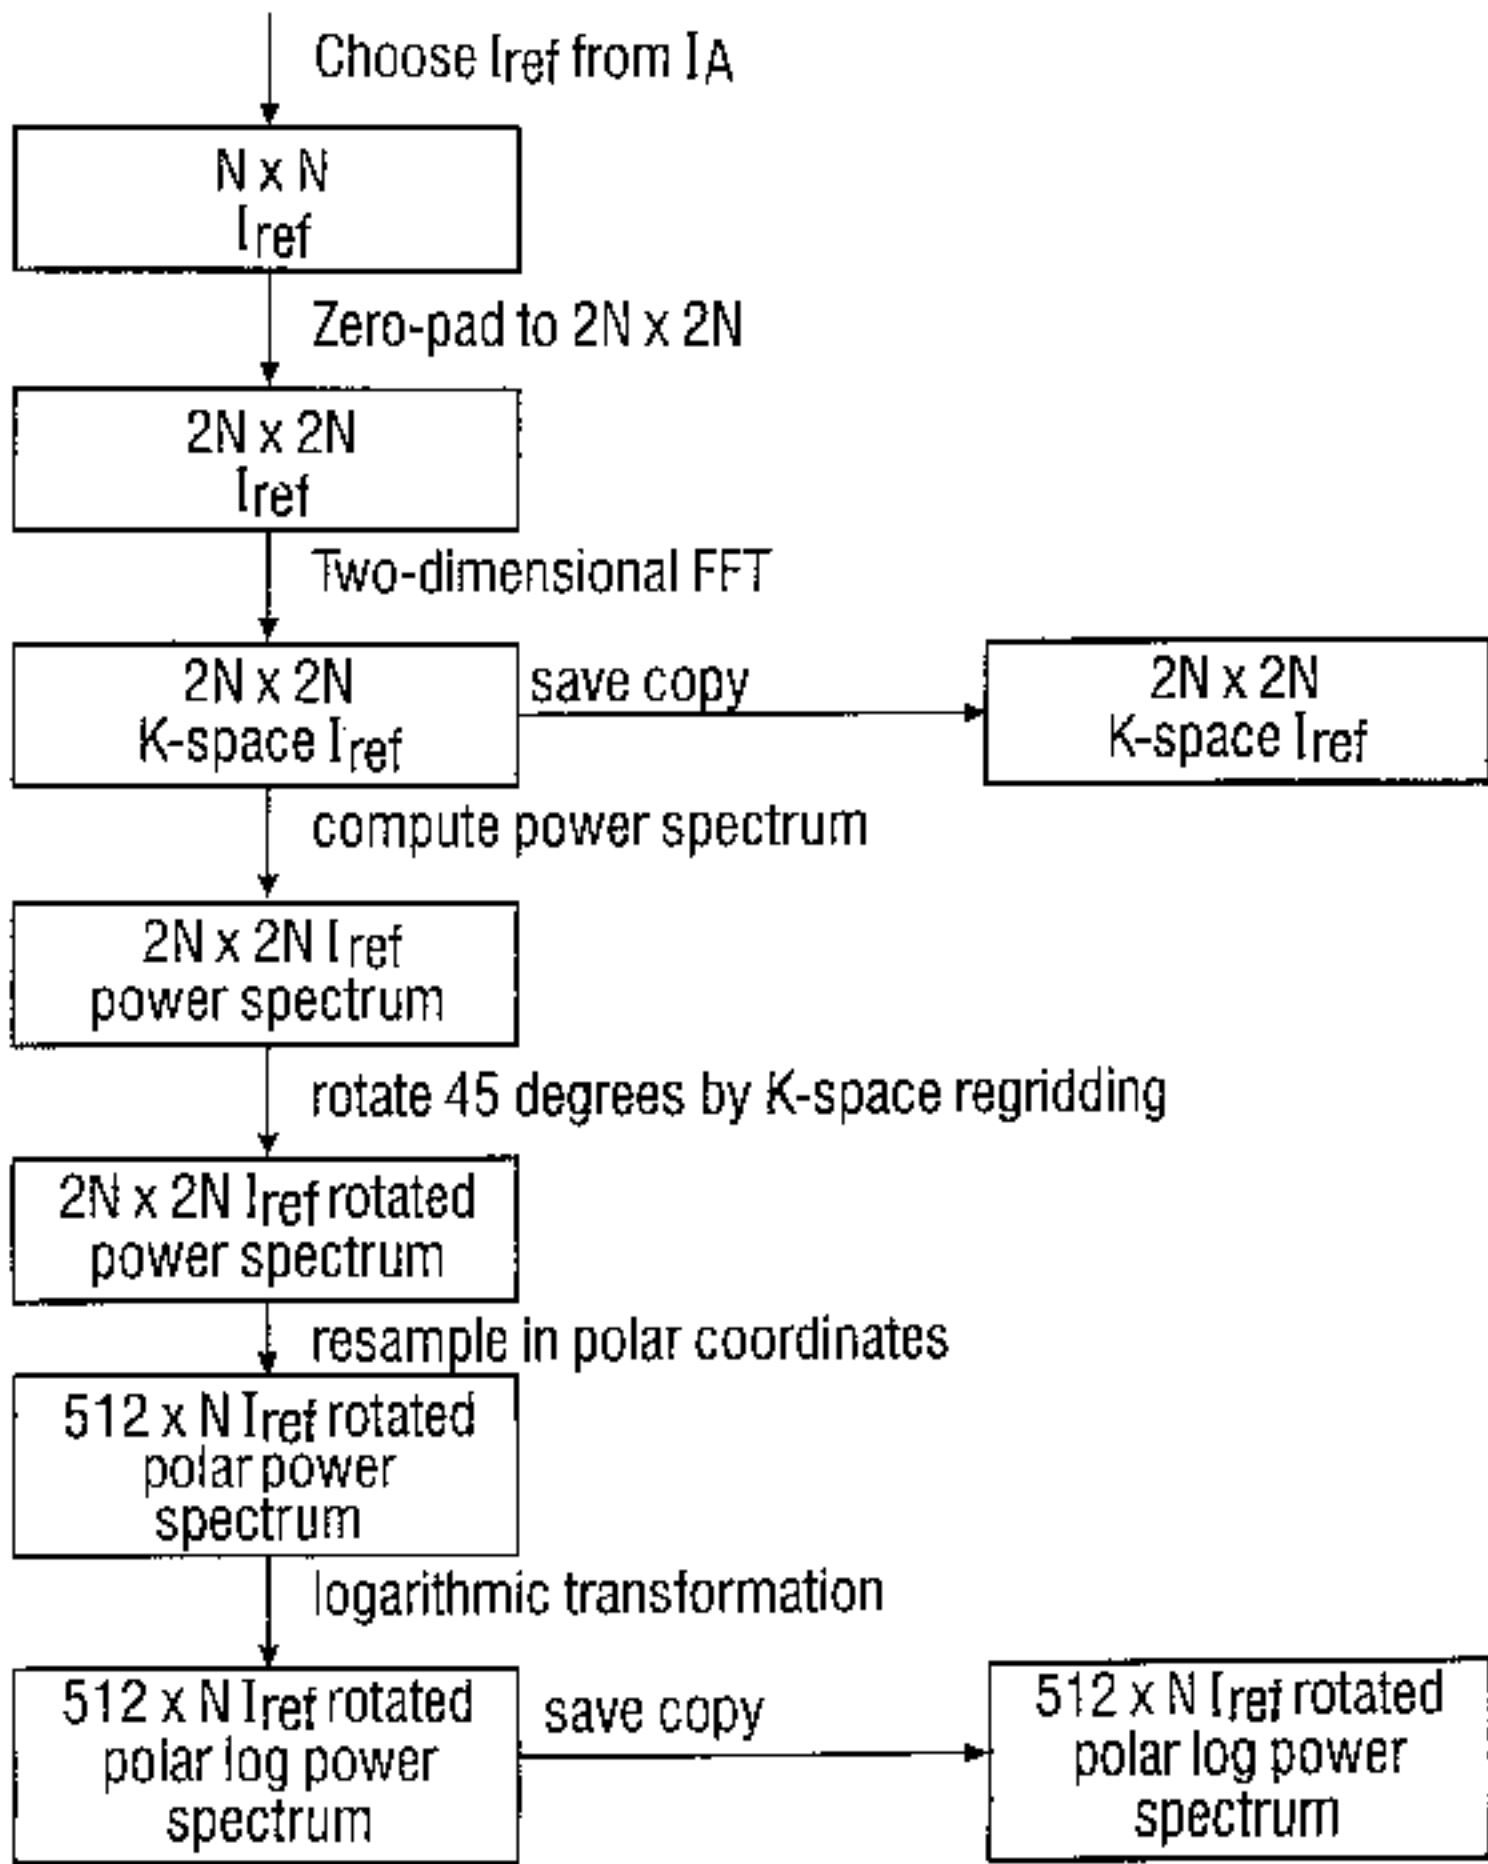 Choose Iref from IA
N x N
Iref
Zero-pad to 2N x 2N
2N x 2N
Iref
Two-dimensional FFT
2N x 2N
K-space Iref
save copy
2N x 2N
K-space Iref
compute power spectrum
2N x 2N Iref
power spectrum
rotate 45 degrees by K-space regridding
2N x 2N Iref rotated
power spectrum
resample in polar coordinates
512 x N Iref rotated
polar power
spectrum
logarithmic transformation
512 x N Iref rotated
polar log power
spectrum
save copy
512 x N Iref rotated
polar log power
spectrum